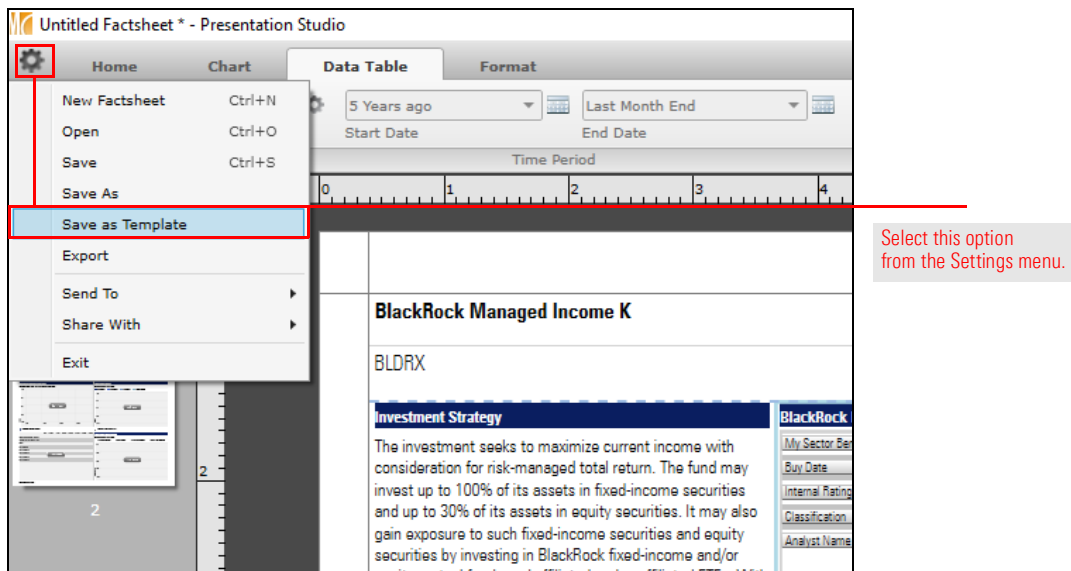 Untitled Factsheet * - Presentation Studio
Home Chart Data Table Format
New Factsheet Ctrl+N
Open Ctrl+O
Save Ctrl+S
Save As
Save as Template
Export
Send To
Share With
Exit
5 Years ago Last Month End
Start Date End Date
Time Period
0 1 2 3 4
Select this option
from the Settings menu.
BlackRock Managed Income K
BLDRX
Investment Strategy
The investment seeks to maximize current income with
consideration for risk-managed total return. The fund may
invest up to 100% of its assets in fixed-income securities
and up to 30% of its assets in equity securities. It may also
gain exposure to such fixed-income securities and equity
securities by investing in BlackRock fixed-income and/or
BlackRock
My Sector Ben
Buy Date
Internal Rating
Classification
Analyst Name
2
2